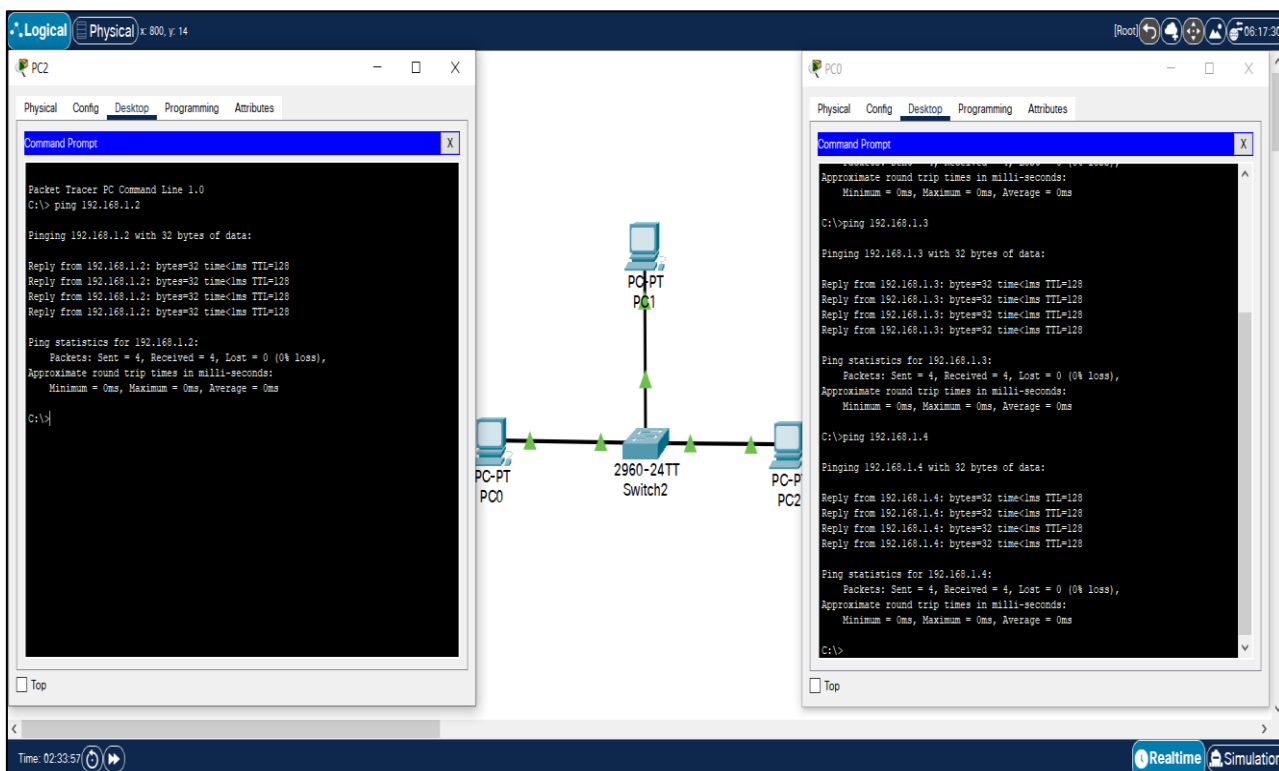 Logical
Physical x: 800, y: 14
[Root]
06:17:30
PC2
Physical Config Desktop Programming Attributes
Command Prompt
X
Packet Tracer PC Command Line 1.0
C:\> ping 192.168.1.2
Pinging 192.168.1.2 with 32 bytes of data:
Reply from 192.168.1.2: bytes=32 time<1ms TTL=128
Reply from 192.168.1.2: bytes=32 time<1ms TTL=128
Reply from 192.168.1.2: bytes=32 time<1ms TTL=128
Reply from 192.168.1.2: bytes=32 time<1ms TTL=128
Ping statistics for 192.168.1.2:
Packets: Sent = 4, Received = 4, Lost = 0 (0% loss),
Approximate round trip times in milli-seconds:
Minimum = 0ms, Maximum = 0ms, Average = 0ms
C:\>
Top
PC-PT
PC1
PC-PT
PC0
2960-24TT
Switch2
PC-P
PC2
PC0
Physical Config Desktop Programming Attributes
Command Prompt
X
Packets: Sent = 4, Received = 4, Lost = 0 (0% loss),
Approximate round trip times in milli-seconds:
Minimum = 0ms, Maximum = 0ms, Average = 0ms
C:\>ping 192.168.1.3
Pinging 192.168.1.3 with 32 bytes of data:
Reply from 192.168.1.3: bytes=32 time<1ms TTL=128
Reply from 192.168.1.3: bytes=32 time<1ms TTL=128
Reply from 192.168.1.3: bytes=32 time<1ms TTL=128
Reply from 192.168.1.3: bytes=32 time<1ms TTL=128
Ping statistics for 192.168.1.3:
Packets: Sent = 4, Received = 4, Lost = 0 (0% loss),
Approximate round trip times in milli-seconds:
Minimum = 0ms, Maximum = 0ms, Average = 0ms
C:\>ping 192.168.1.4
Pinging 192.168.1.4 with 32 bytes of data:
Reply from 192.168.1.4: bytes=32 time<1ms TTL=128
Reply from 192.168.1.4: bytes=32 time<1ms TTL=128
Reply from 192.168.1.4: bytes=32 time<1ms TTL=128
Reply from 192.168.1.4: bytes=32 time<1ms TTL=128
Ping statistics for 192.168.1.4:
Packets: Sent = 4, Received = 4, Lost = 0 (0% loss),
Approximate round trip times in milli-seconds:
Minimum = 0ms, Maximum = 0ms, Average = 0ms
C:\>
Top
Time: 02:33:57
Realtime
Simulation